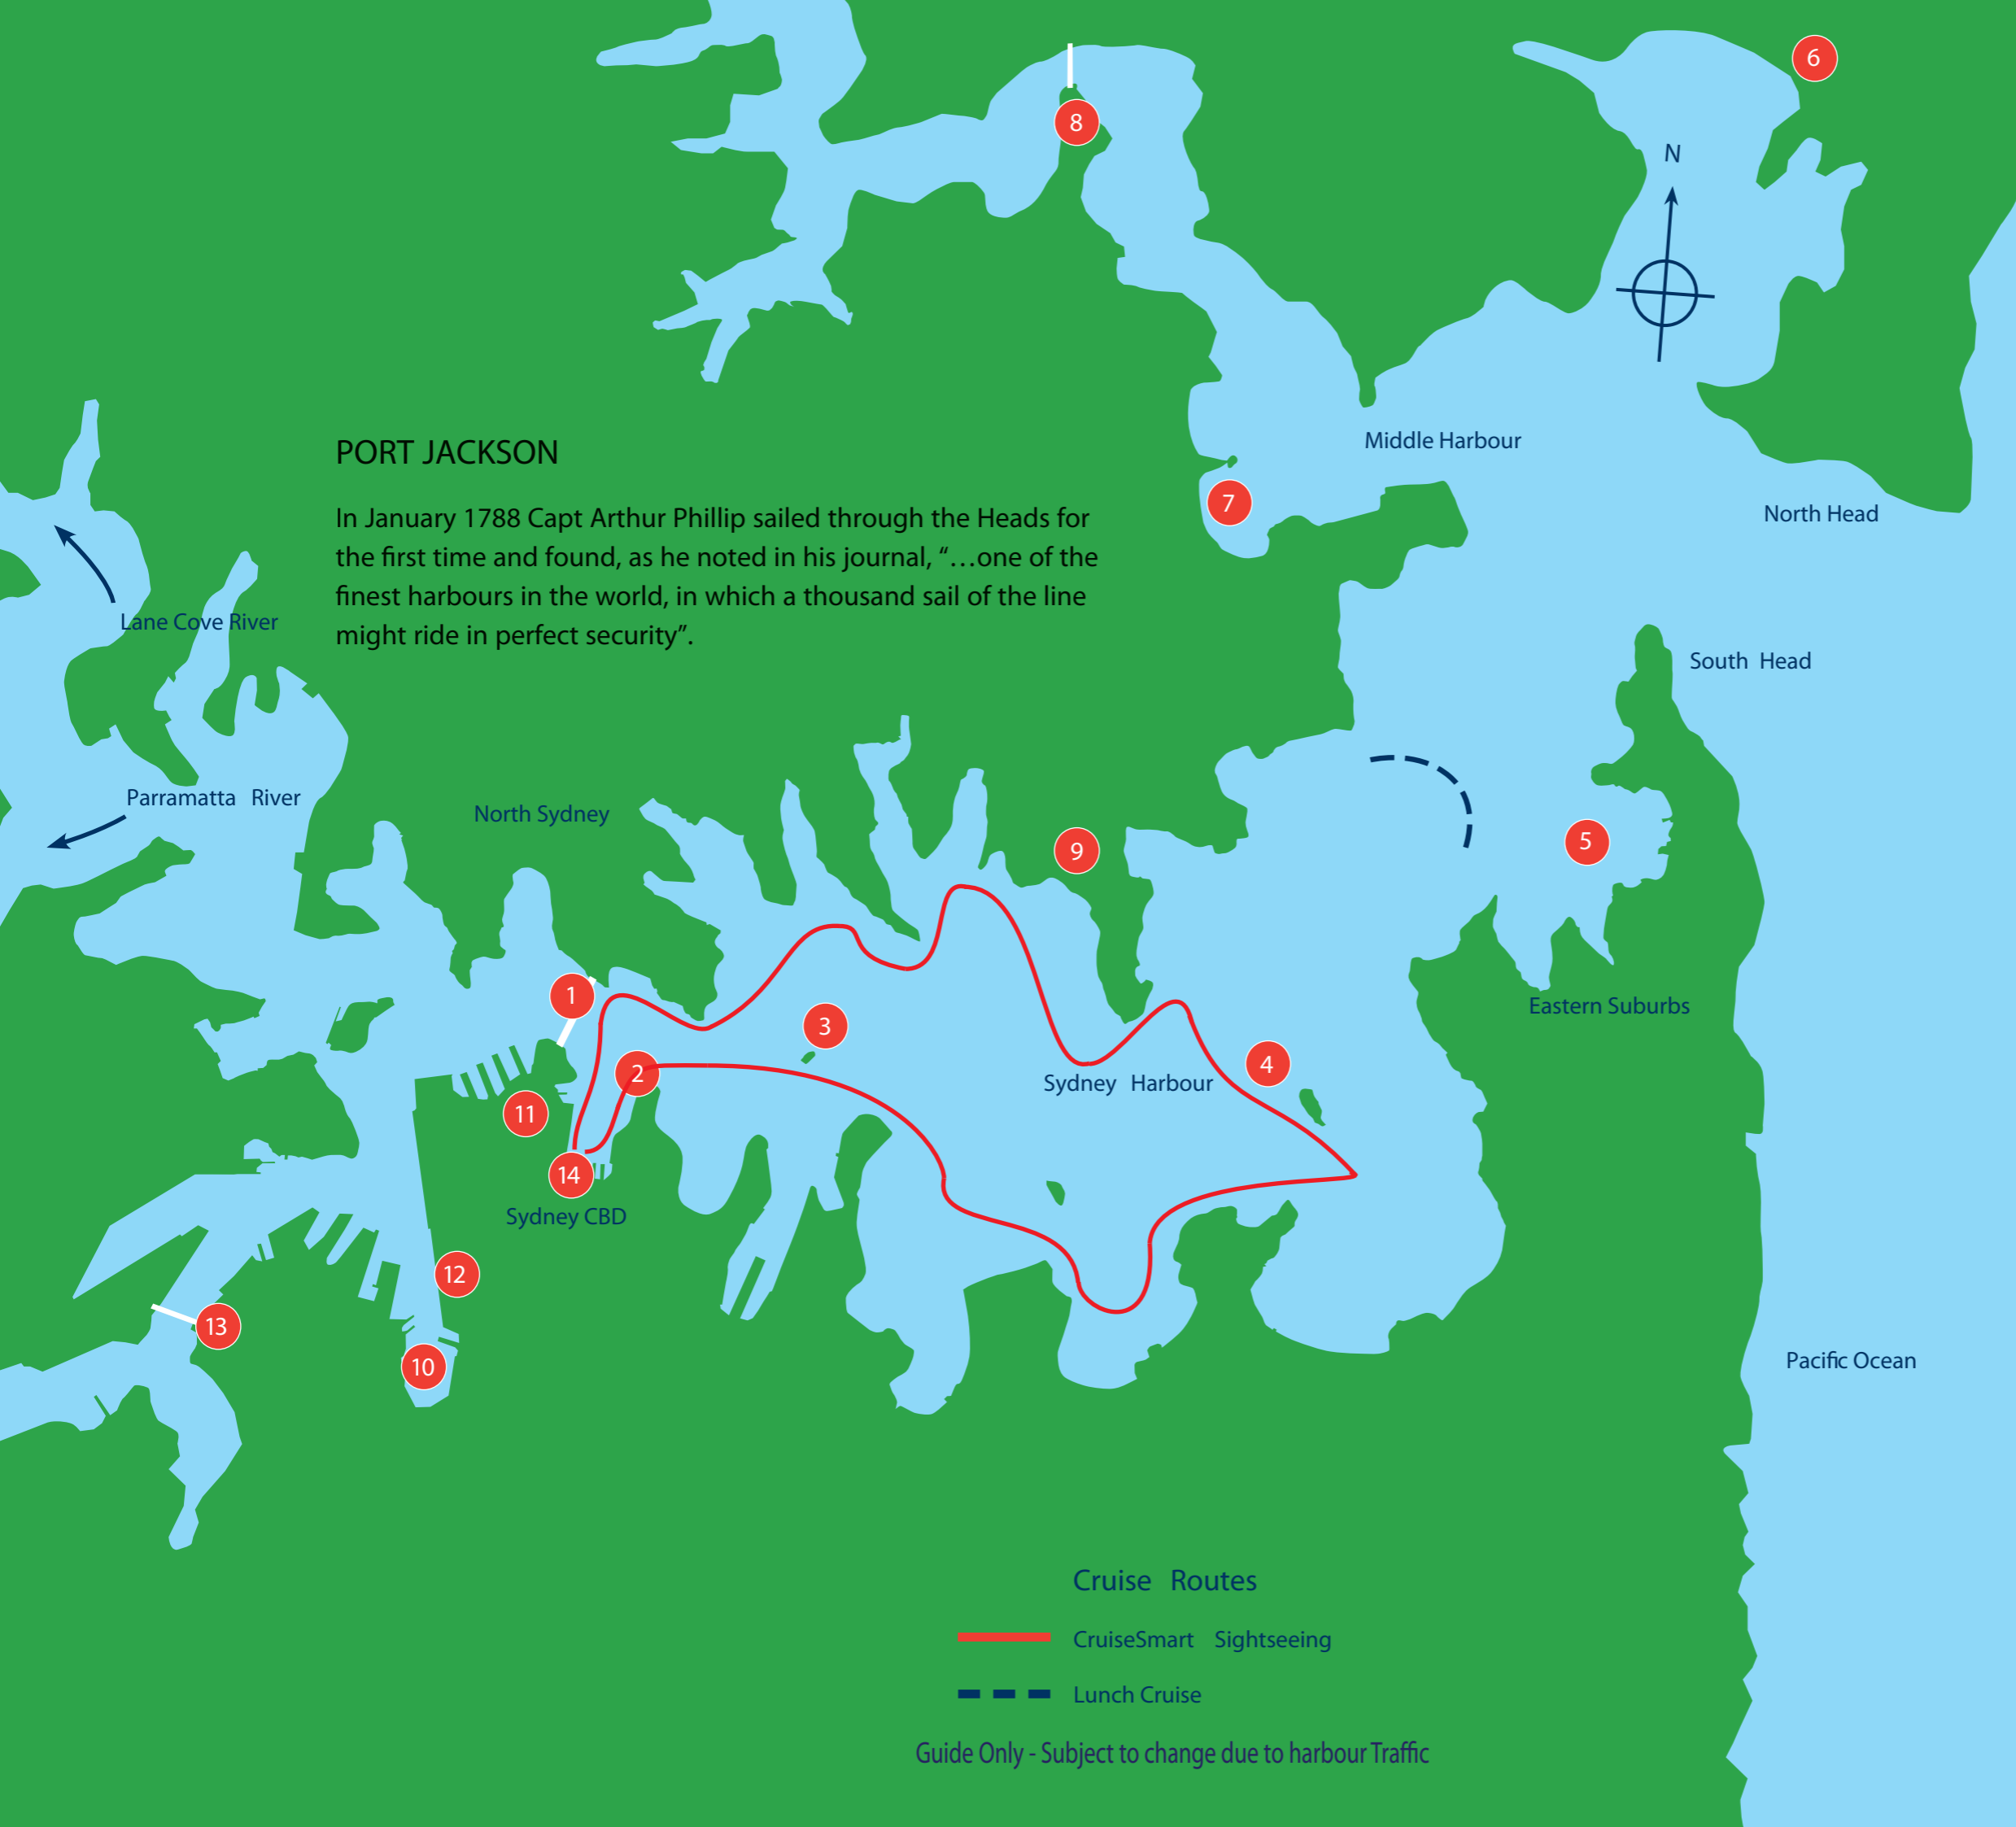 6
8
N
Middle Harbour
PORT JACKSON
7
North Head
In January 1788 Capt Arthur Phillip sailed through the Heads for
the first time and found, as he noted in his journal, “…one of the
finest harbours in the world, in which a thousand sail of the line
might ride in perfect security”.
Lane Cove River
South Head
Parramatta River
North Sydney
9
5
1
3
Eastern Suburbs
2
4
Sydney Harbour
11
14
Sydney CBD
12
13
10
Pacific Ocean
Cruise Routes
CruiseSmart Sightseeing
Lunch Cruise
Guide Only - Subject to change due to harbour Traffic